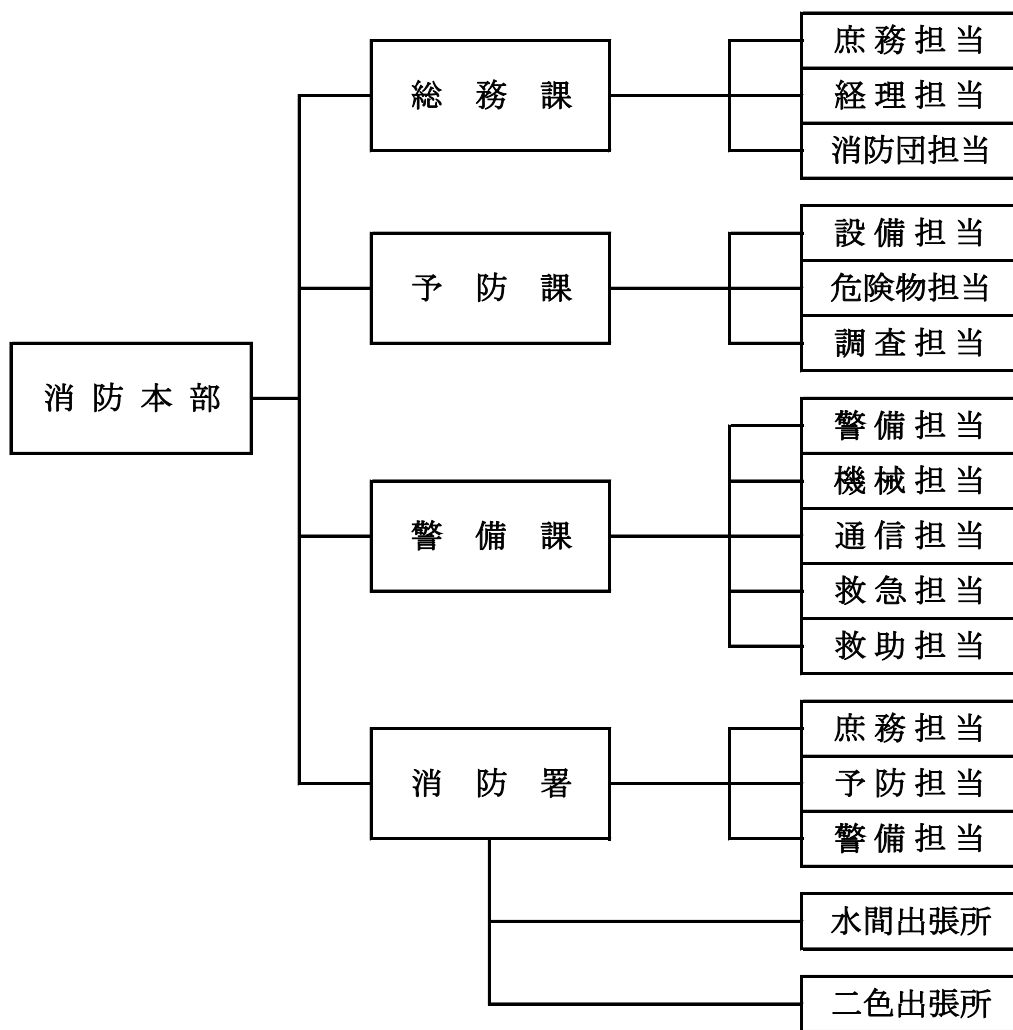 消防本部
総務課
庶務担当
経理担当
消防団担当
予防課
設備担当
危険物担当
調査担当
警備課
警備担当
機械担当
通信担当
救急担当
救助担当
消防署
庶務担当
予防担当
警備担当
水間出張所
二色出張所